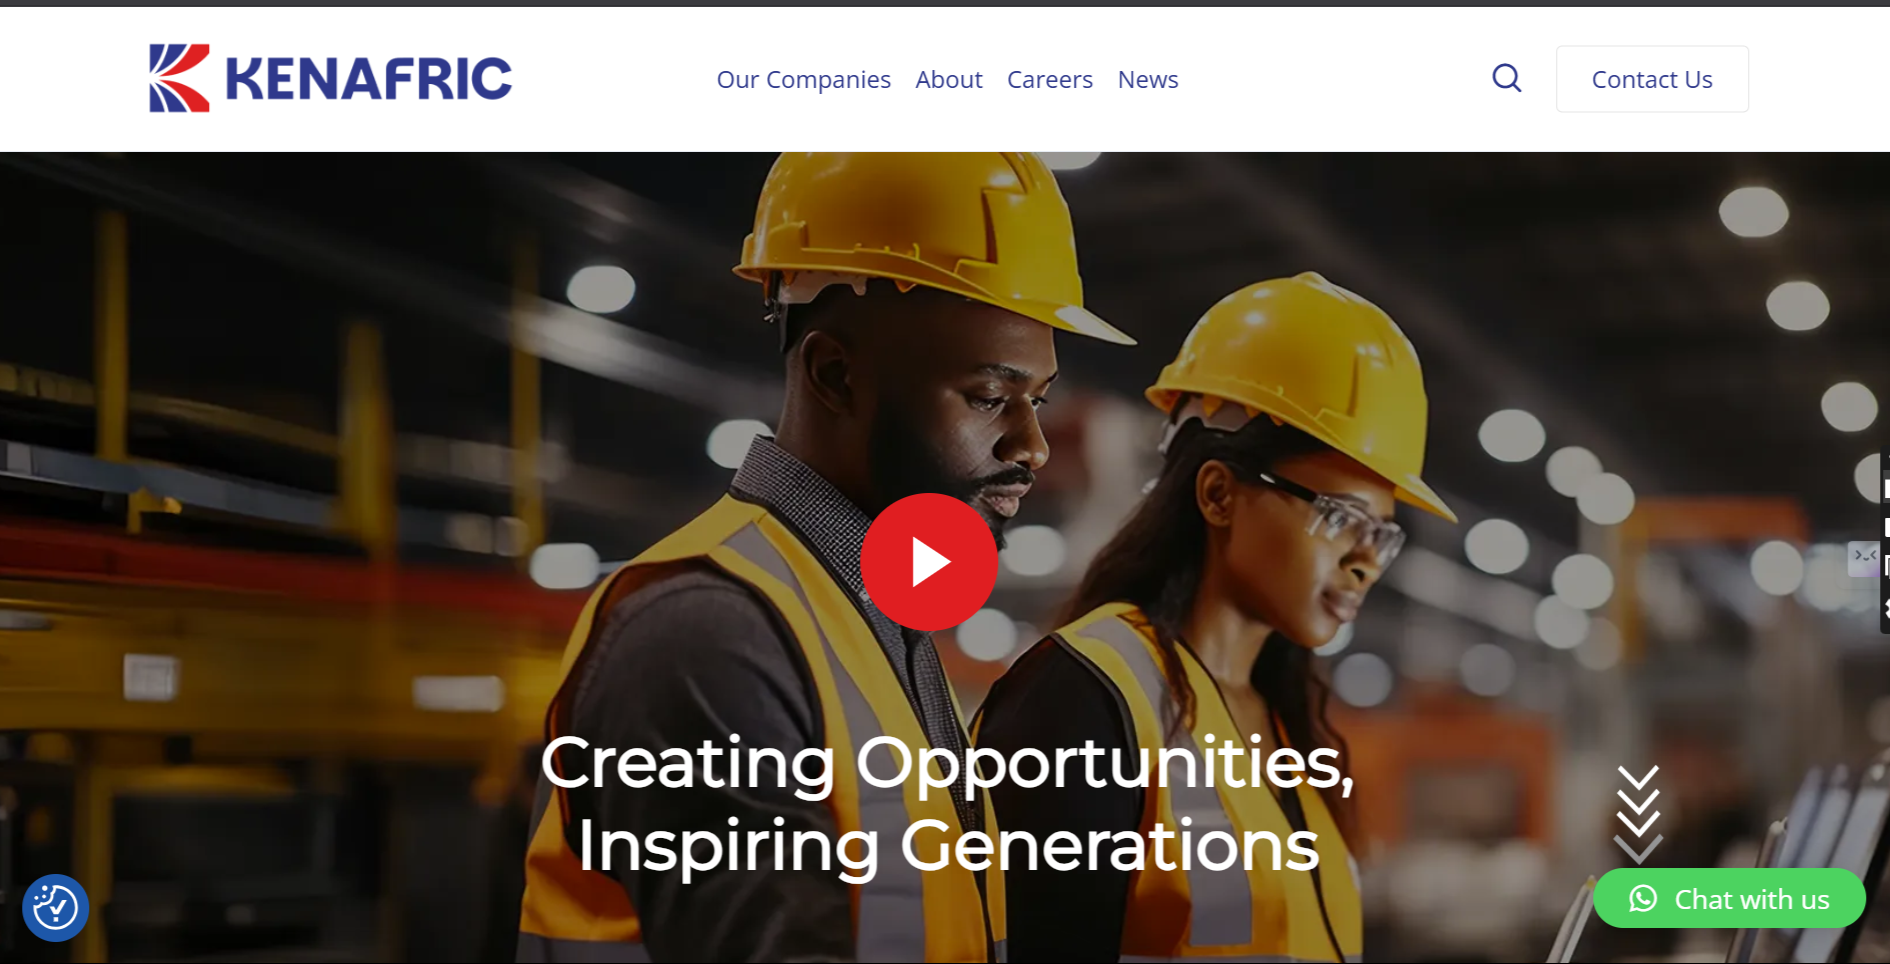 KENAFRIC
Our Companies About Careers News
Contact Us
Creating Opportunities,
Inspiring Generations
Chat with us